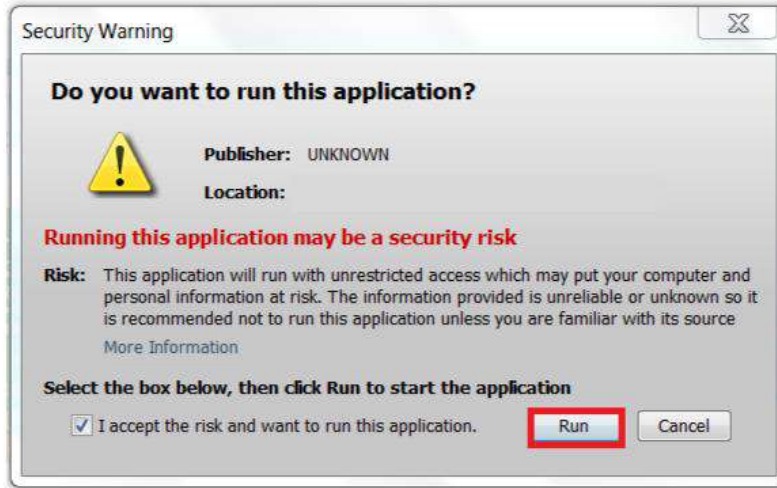 Security Warning
Do you want to run this application?
Publisher: UNKNOWN
Location:
Running this application may be a security risk
Risk: This application will run with unrestricted access which may put your computer and
personal information at risk. The information provided is unreliable or unknown so it
is recommended not to run this application unless you are familiar with its source
More Information
Select the box below, then click Run to start the application
I accept the risk and want to run this application.
Run Cancel